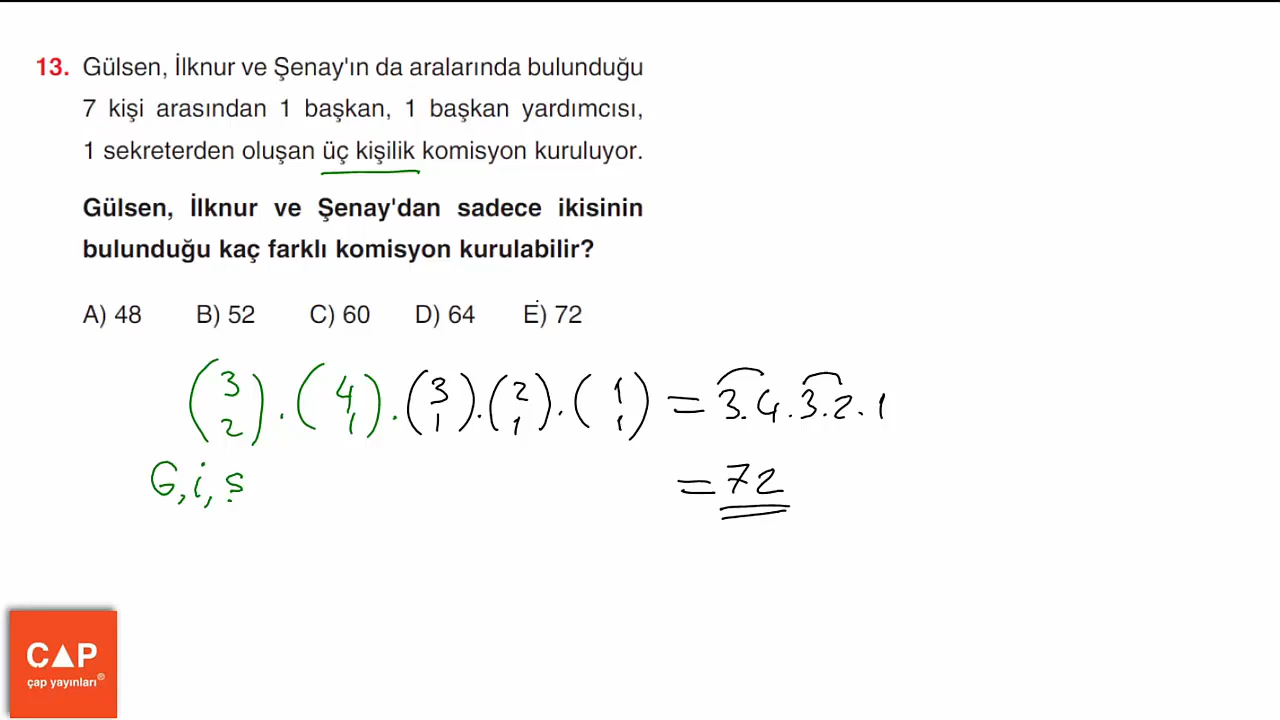 13. Gülsen, İlknur ve Şenay'ın da aralarında bulunduğu
7 kişi arasından 1 başkan, 1 başkan yardımcısı,
1 sekreterden oluşan üç kişilik komisyon kuruluyor.
Gülsen, İlknur ve Şenay'dan sadece ikisinin
bulunduğu kaç farklı komisyon kurulabilir?
A) 48 B) 52 C) 60 D) 64 E) 72
(3 2) . (4 1) . (3 1) . (2 1) . (1 1) = 3.4.3.2.1
G, i, ş
= 72
ÇAP
çap yayınları®